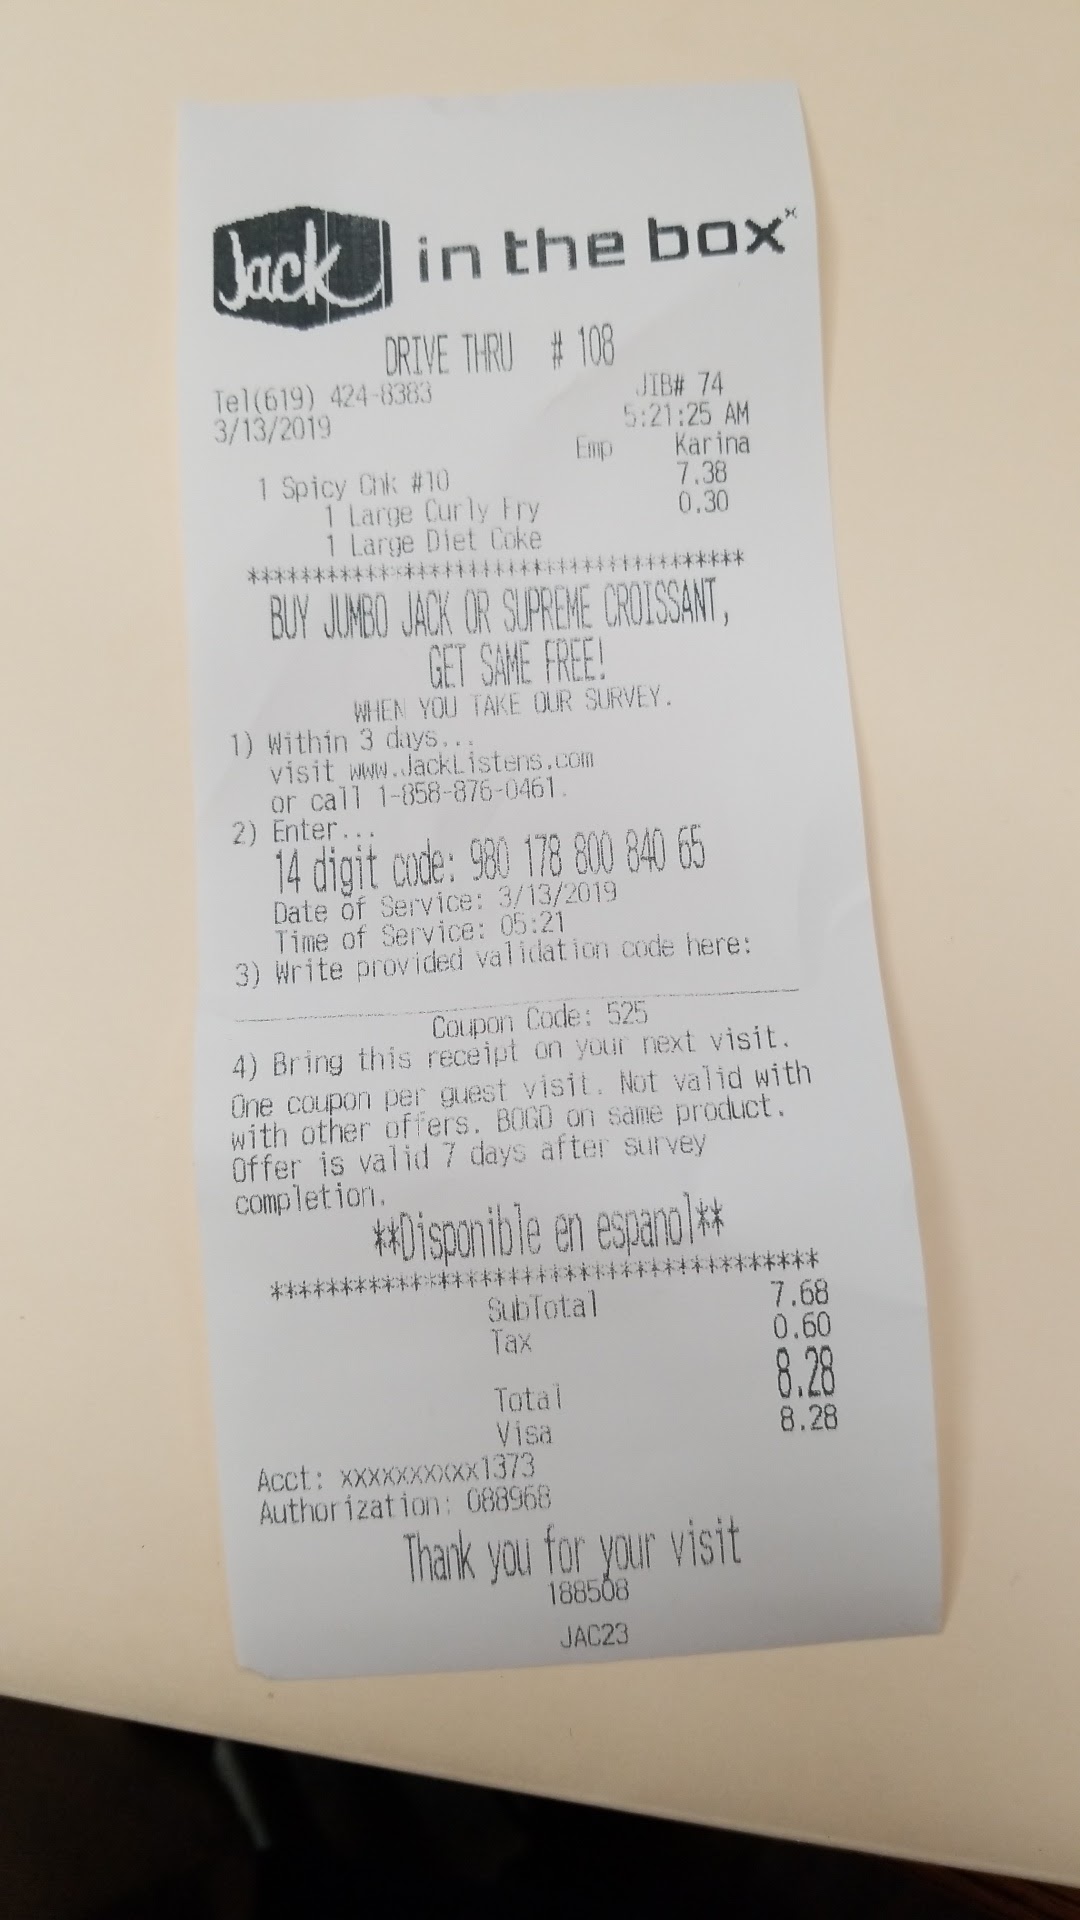 Jack in the box
DRIVE THRU # 108
Tel(619) 424-8383 JIB# 74
3/13/2019 5:21:25 AM
Emp Karina
1 Spicy Chk #10 7.38
1 Large Curly Fry 0.30
1 Large Diet Coke
**************************************
BUY JUMBO JACK OR SUPREME CROISSANT,
GET SAME FREE!
WHEN YOU TAKE OUR SURVEY.
1) Within 3 days...
visit www.JackListens.com
or call 1-858-876-0461.
2) Enter...
14 digit code: 980 178 800 840 65
Date of Service: 3/13/2019
Time of Service: 05:21
3) Write provided validation code here:
Coupon Code: 525
4) Bring this receipt on your next visit.
One coupon per guest visit. Not valid with
with other offers. BOGO on same product.
Offer is valid 7 days after survey
completion.
**Disponible en espanol**
****************************************
SubTotal 7.68
Tax 0.60
Total 8.28
Visa 8.28
Acct: xxxxxxxxxxxx1373
Authorization: 088968
Thank you for your visit
188508
JAC23